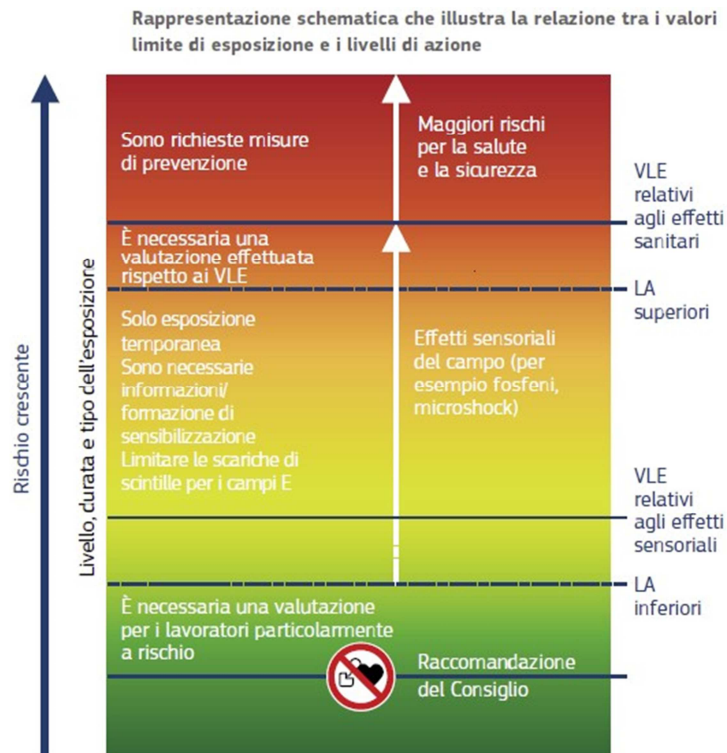 Rappresentazione schematica che illustra la relazione tra i valori
limite di esposizione e i livelli di azione
Rischio crescente
Livello, durata e tipo dell'esposizione
Sono richieste misure
di prevenzione
Maggiori rischi
per la salute
e la sicurezza
VLE
relativi
agli effetti
sanitari
È necessaria una
valutazione effettuata
rispetto ai VLE
LA
superiori
Solo esposizione
temporanea
Sono necessarie
informazioni/
formazione di
sensibilizzazione
Limitare le scariche di
scintille per i campi E
Effetti sensoriali
del campo (per
esempio fosfeni,
microshock)
VLE
relativi
agli effetti
sensoriali
LA
inferiori
È necessaria una valutazione
per i lavoratori particolarmente
a rischio
Raccomandazione
del Consiglio